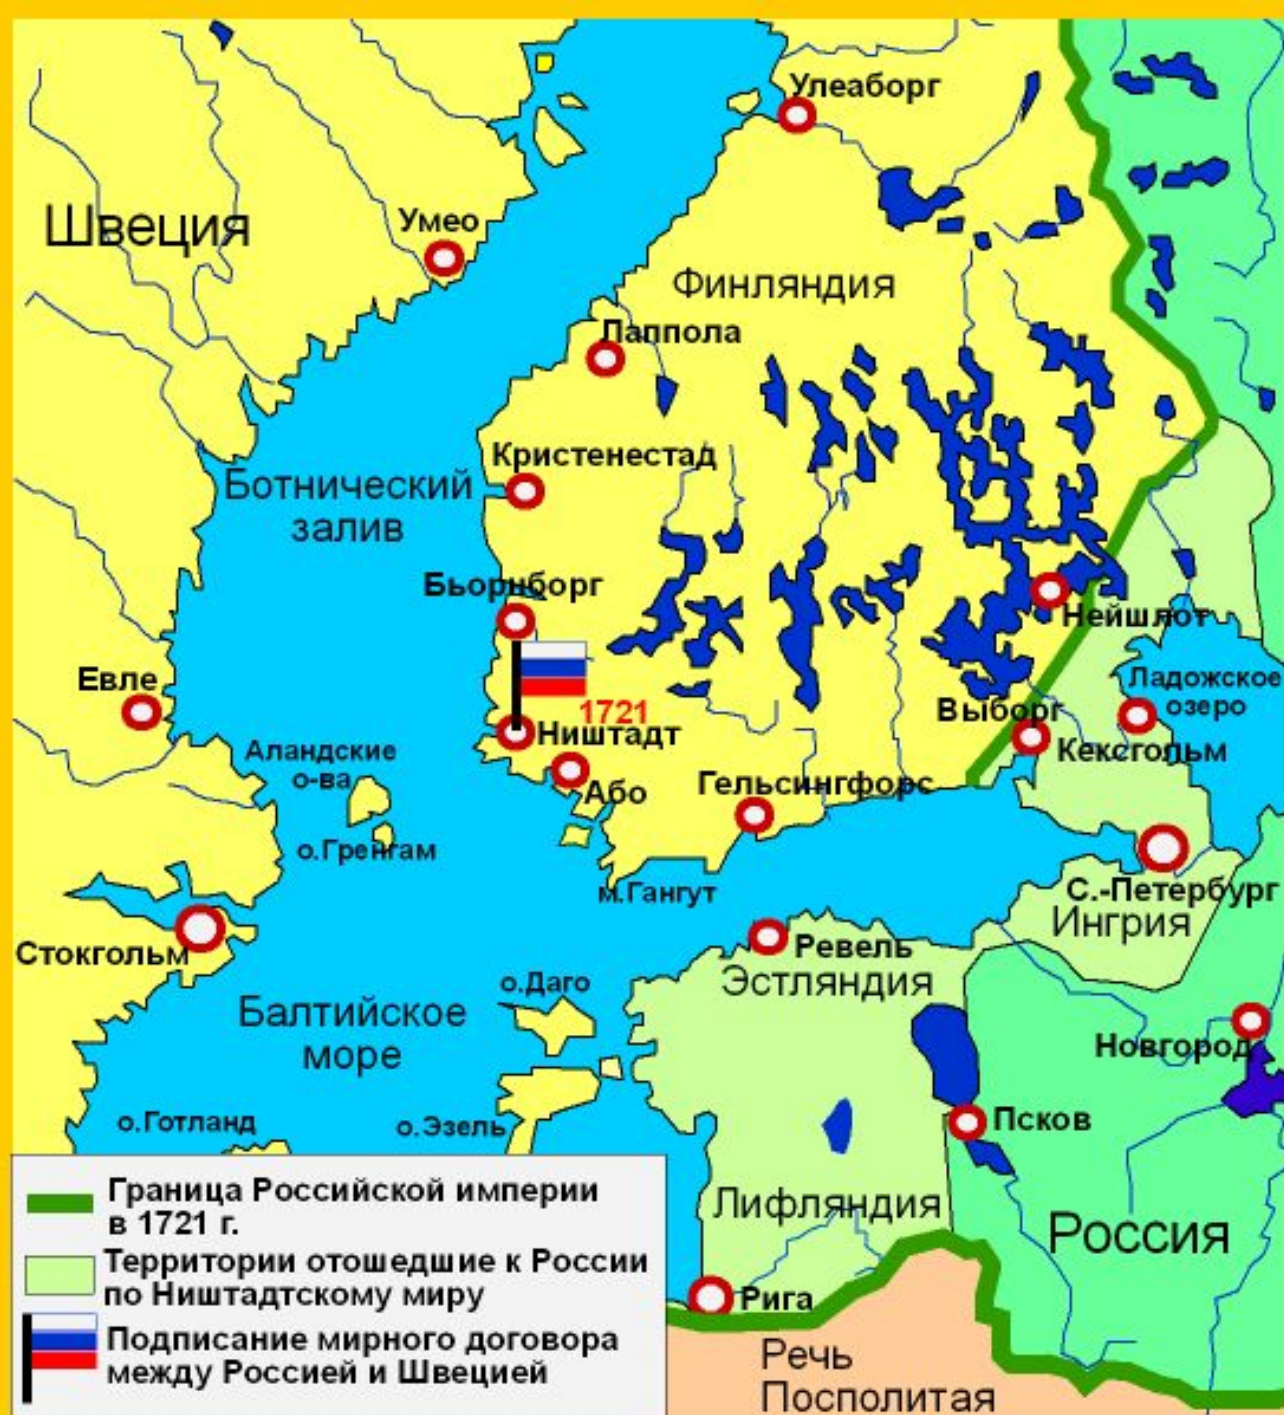 Улеаборг
Умео
Швеция
Финляндия
Лаппола
Кристенестад
Ботнический
залив
Бьорнборг
Нейшлот
Евле
Ладожское
озеро
1721
Выборг
Ништадт
Кексгольм
Аландские
о-ва
Або
Гельсингфорс
о.Гренгам
м.Гангут
С.-Петербург
Ингрия
Стокгольм
Ревель
Эстляндия
о.Даго
Балтийское
море
Новгород
о.Готланд
о.Эзель
Псков
Лифляндия
Россия
Рига
Речь
Посполитая
Граница Российской империи
в 1721 г.
Территории отошедшие к России
по Ништадтскому миру
Подписание мирного договора
между Россией и Швецией